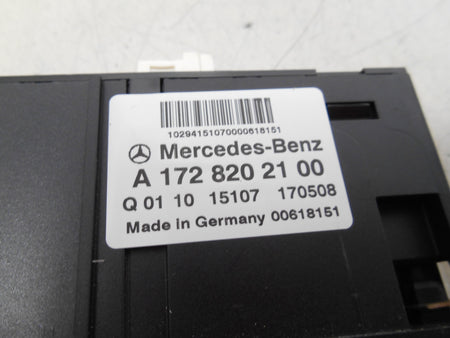 10294151070000618151
Mercedes-Benz
A 172 820 21 00
Q 01 10 15107 170508
Made in Germany 00618151